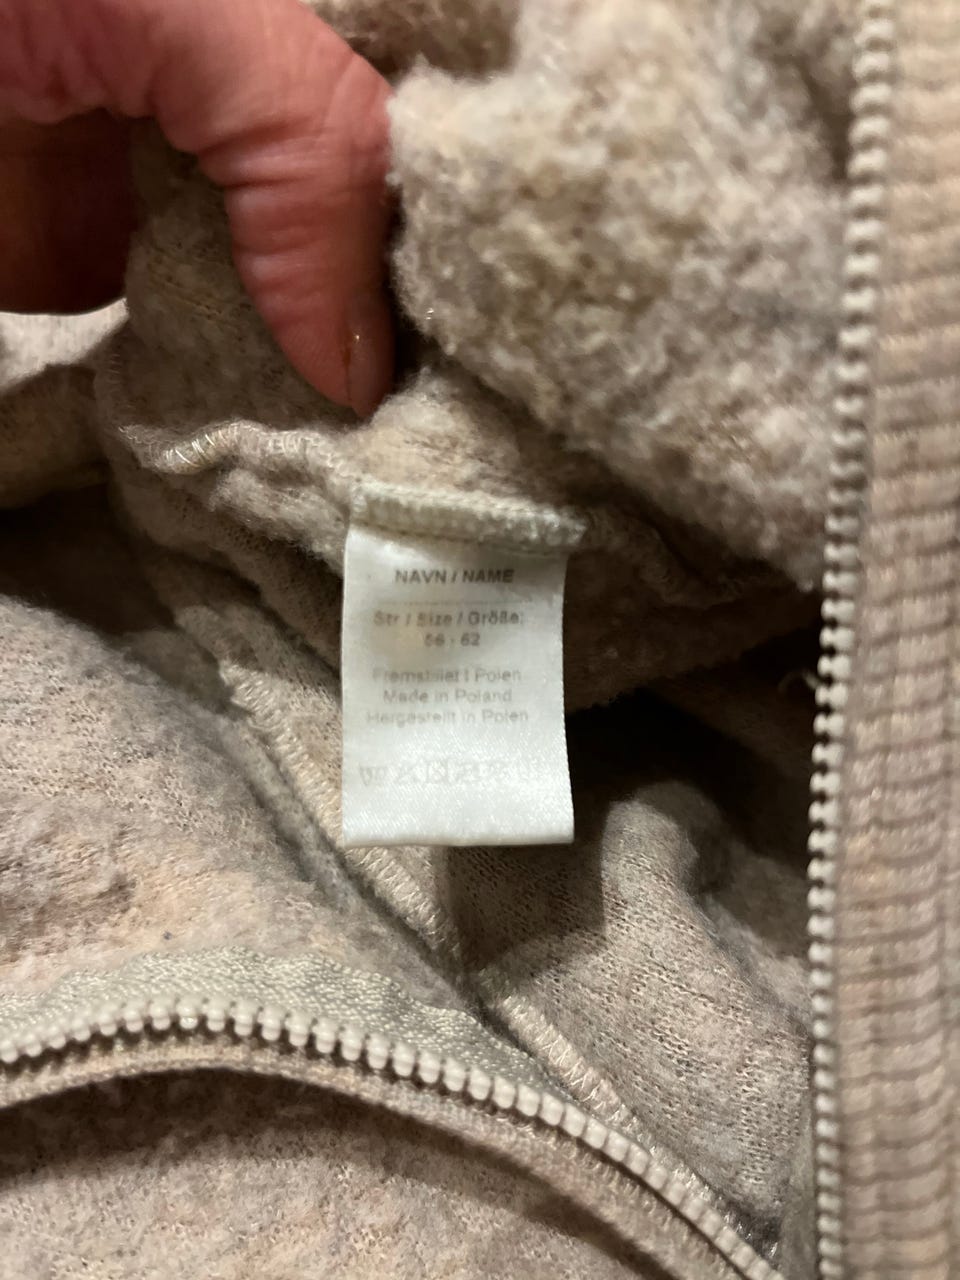 NAVN / NAME
Str / Size / Größe:
56 - 62
Fremstillet i Polen
Made in Poland
Hergestellt in Polen